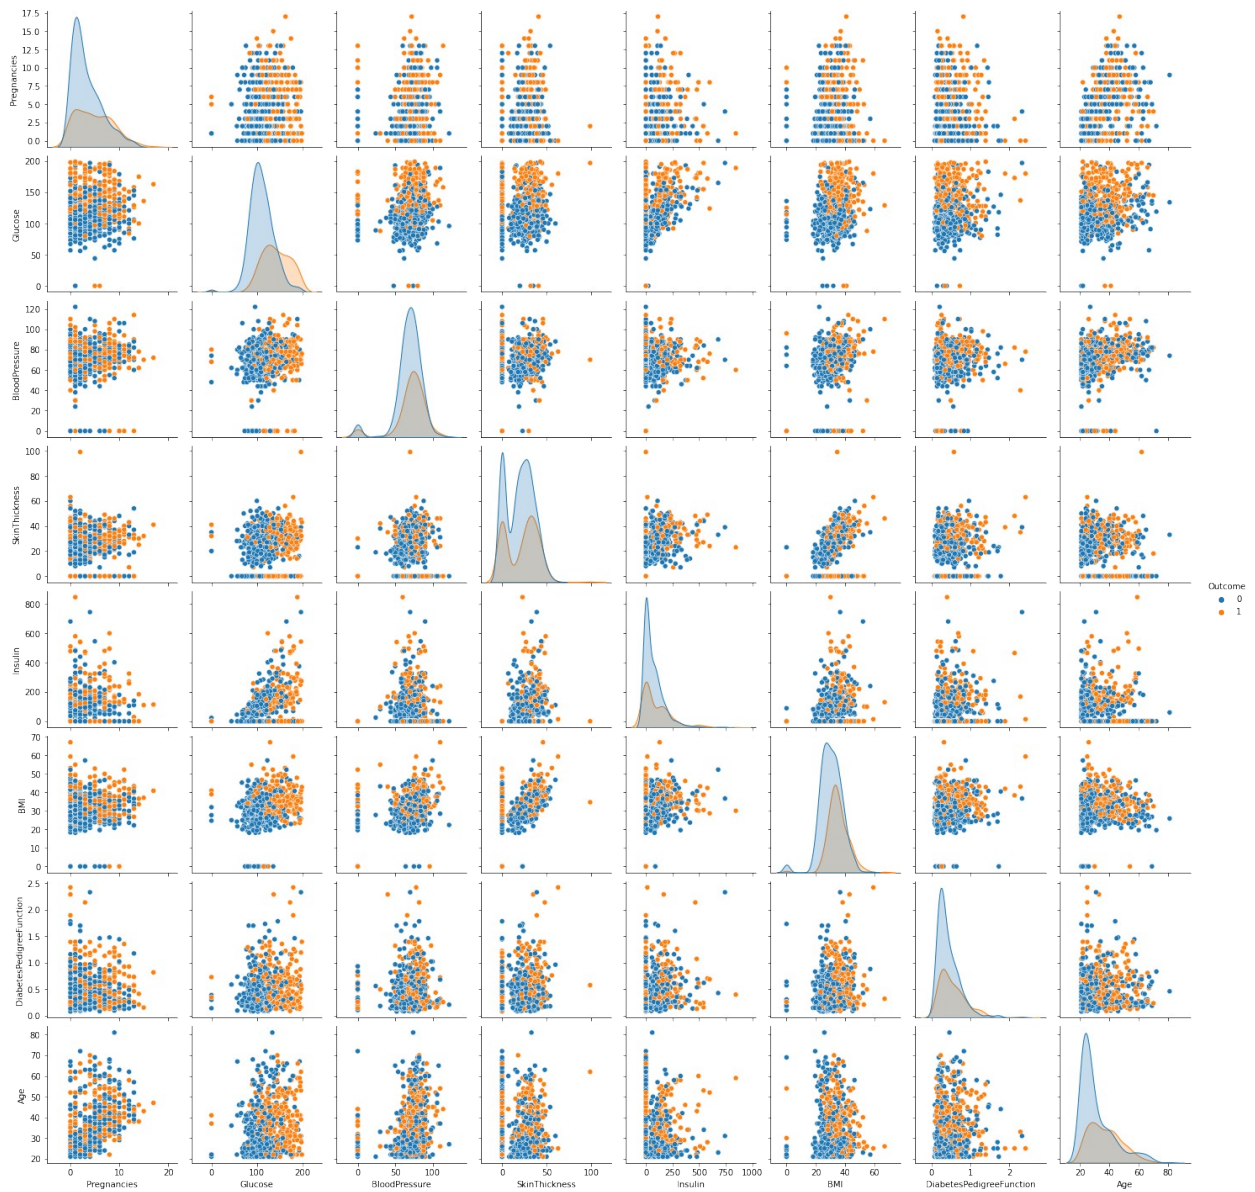 17.5
15.0
12.5
10.0
7.5
5.0
2.5
0.0
Pregnancies
200
150
100
50
0
Glucose
120
100
80
60
40
20
0
BloodPressure
100
80
60
40
20
0
SkinThickness
Outcome
0
1
800
600
400
200
0
Insulin
70
60
50
40
30
20
10
0
BMI
2.5
2.0
1.5
1.0
0.5
0.0
DiabetesPedigreeFunction
80
70
60
50
40
30
20
Age
0 10 20
0 100 200
0 50 100
0 50 100
0 250 500 750 1000
0 20 40 60
0 1 2
20 40 60 80
Pregnancies
Glucose
BloodPressure
SkinThickness
Insulin
BMI
DiabetesPedigreeFunction
Age